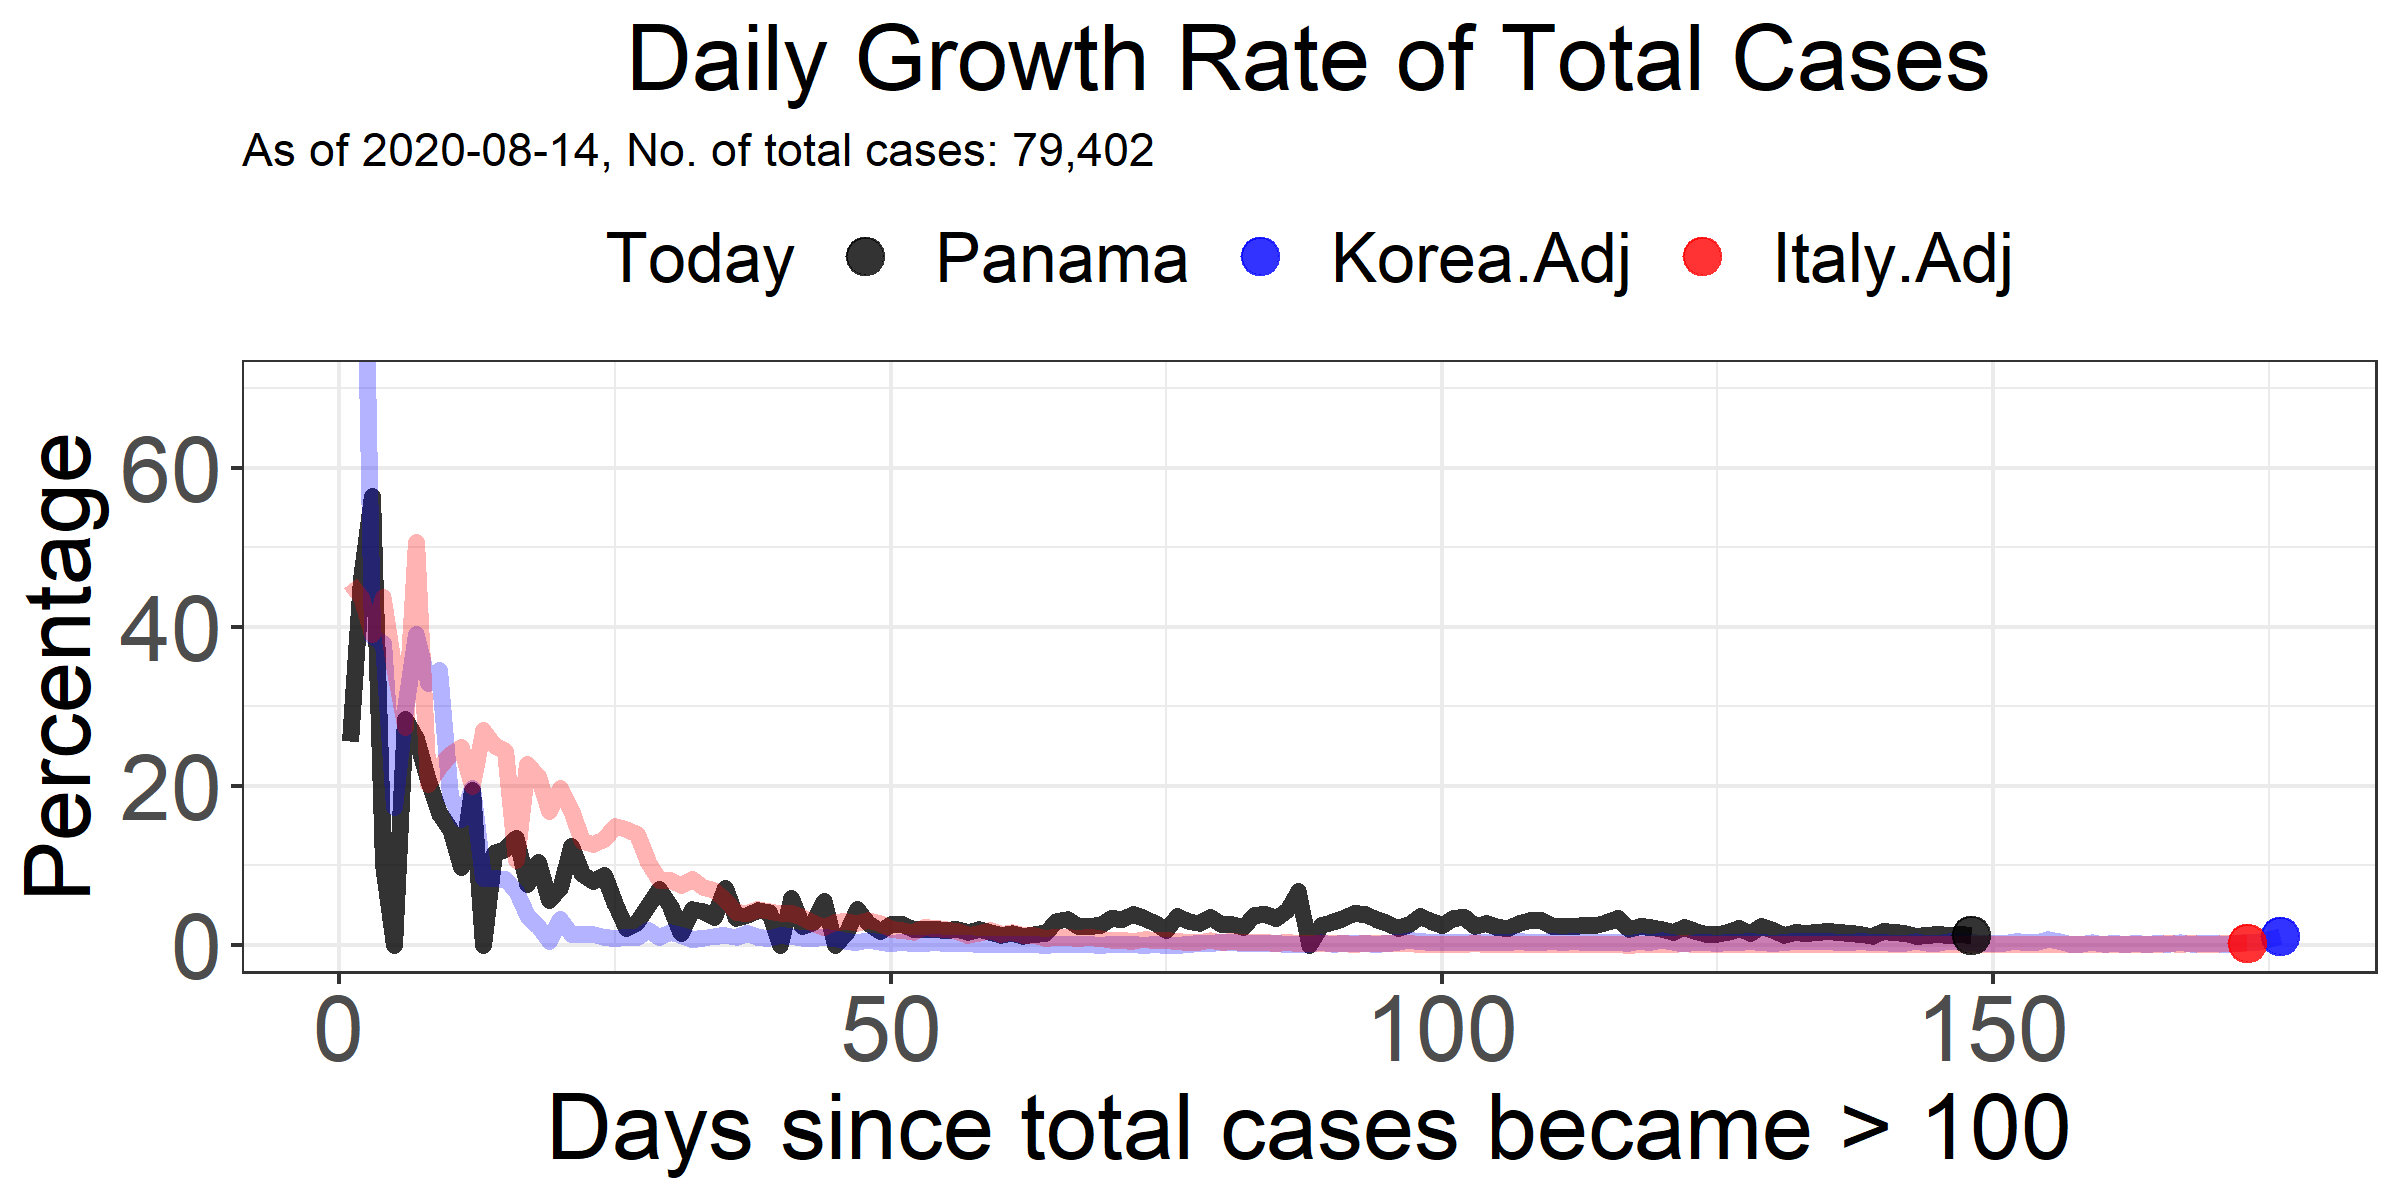 Daily Growth Rate of Total Cases
As of 2020-08-14, No. of total cases: 79,402
Today Panama Korea.Adj Italy.Adj
Percentage
60
40
20
0
0 50 100 150
Days since total cases became > 100